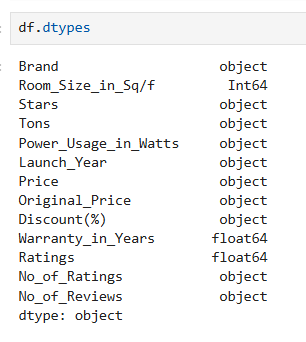 df.dtypes
Brand object
Room_Size_in_Sq/f Int64
Stars object
Tons object
Power_Usage_in_Watts object
Launch_Year object
Price object
Original_Price object
Discount(%) object
Warranty_in_Years float64
Ratings float64
No_of_Ratings object
No_of_Reviews object
dtype: object